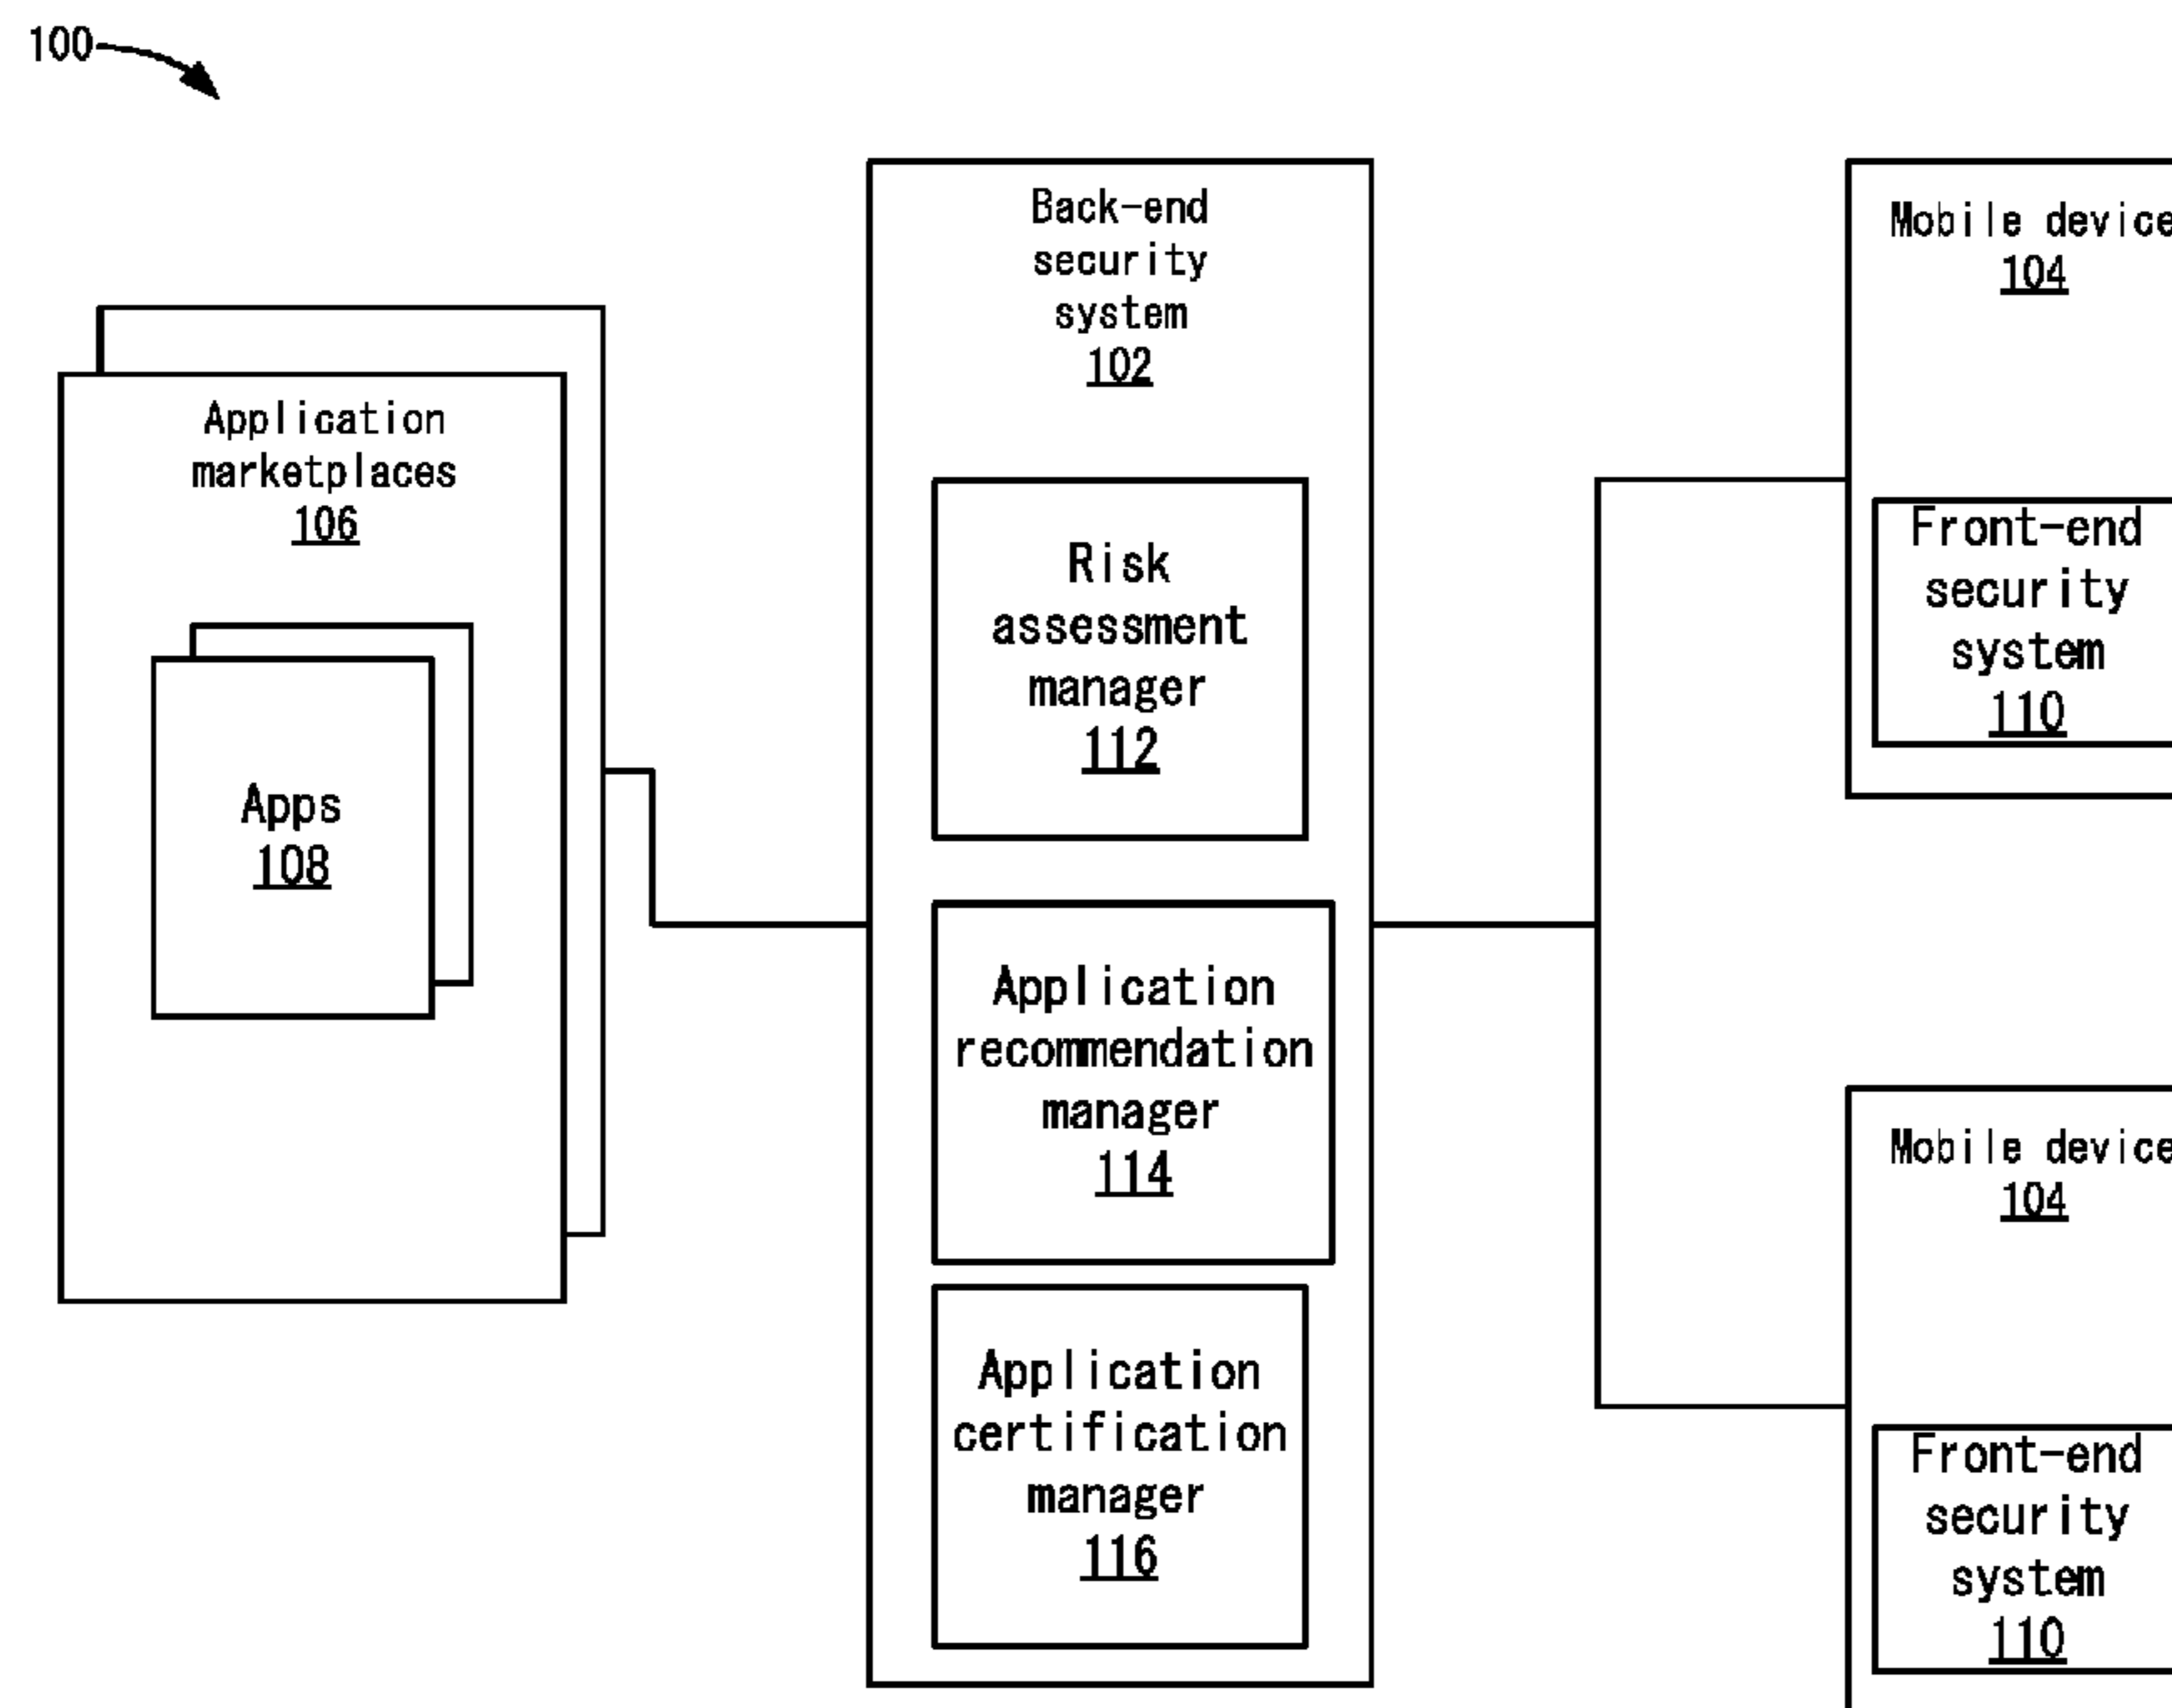 100
Application
marketplaces
106
Apps
108
Back-end
security
system
102
Risk
assessment
manager
112
Application
recommendation
manager
114
Application
certification
manager
116
Mobile device
104
Front-end
security
system
110
Mobile device
104
Front-end
security
system
110